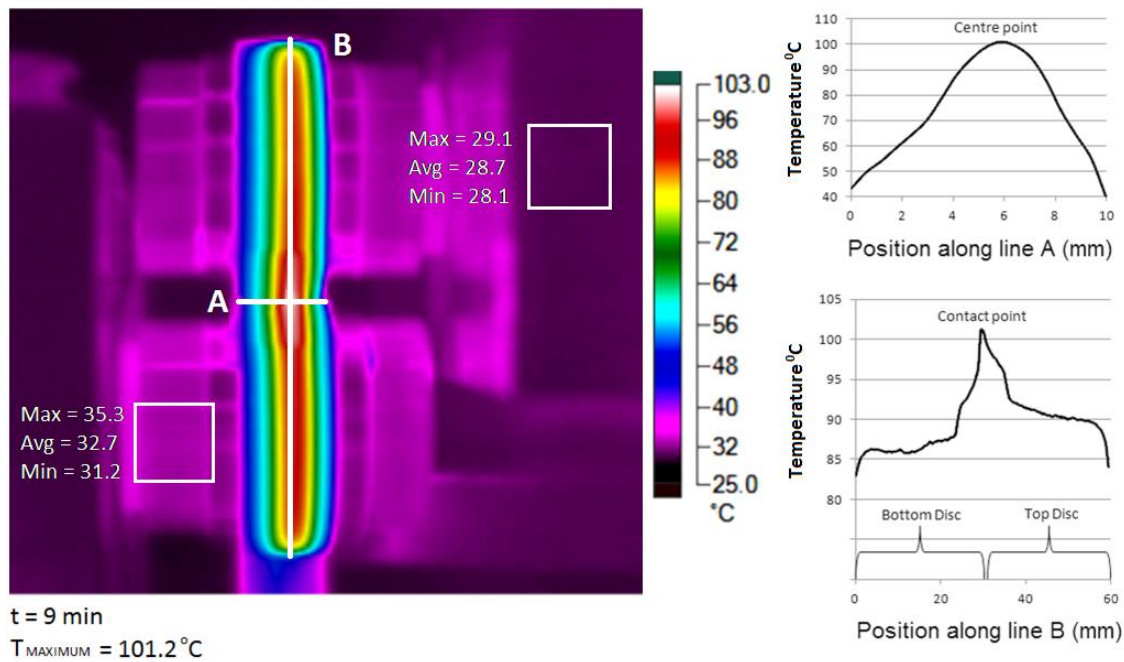 B
A
Max = 29.1
Avg = 28.7
Min = 28.1
Max = 35.3
Avg = 32.7
Min = 31.2
103.0
96
88
80
72
64
56
48
40
32
25.0
°C
t = 9 min
TMAXIMUM = 101.2 °C
110
100
90
80
70
60
50
40
Temperature ⁰C
Centre point
0 2 4 6 8 10
Position along line A (mm)
105
100
95
90
85
80
Temperature ⁰C
Contact point
Bottom Disc Top Disc
0 20 40 60
Position along line B (mm)